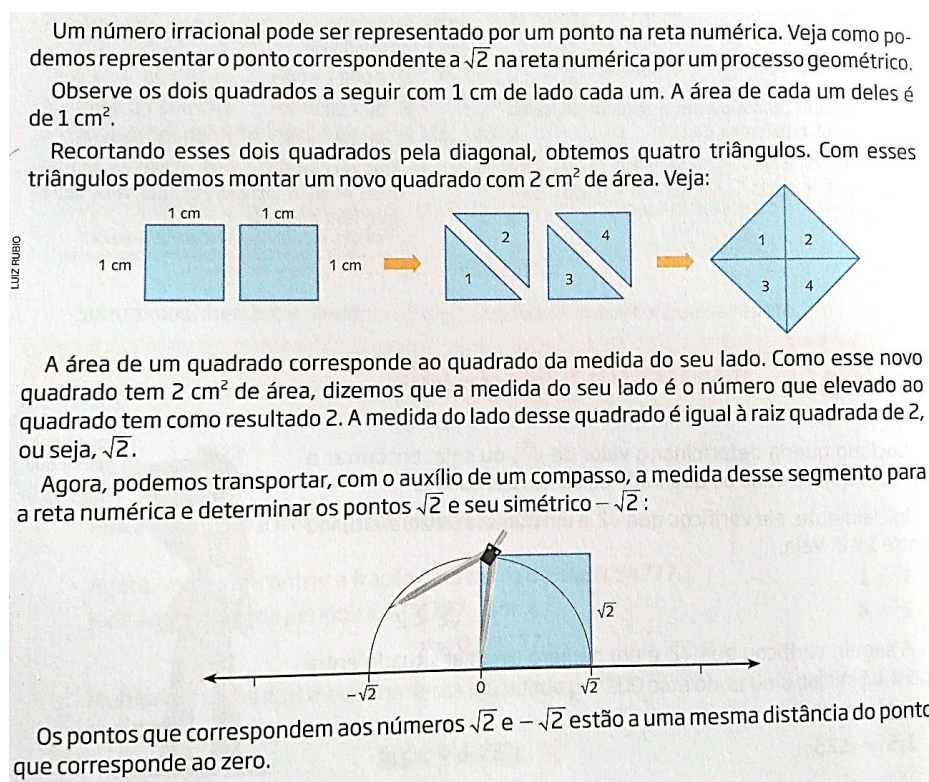 Um número irracional pode ser representado por um ponto na reta numérica. Veja como po-
demos representar o ponto correspondente a √2 na reta numérica por um processo geométrico.
Observe os dois quadrados a seguir com 1 cm de lado cada um. A área de cada um deles é
de 1 cm².
Recortando esses dois quadrados pela diagonal, obtemos quatro triângulos. Com esses
triângulos podemos montar um novo quadrado com 2 cm² de área. Veja:
LUIZ RUBIO
1 cm 1 cm
1 cm 1 cm
2 4
1 3
1 2
3 4
A área de um quadrado corresponde ao quadrado da medida do seu lado. Como esse novo
quadrado tem 2 cm² de área, dizemos que a medida do seu lado é o número que elevado ao
quadrado tem como resultado 2. A medida do lado desse quadrado é igual à raiz quadrada de 2,
ou seja, √2.
Agora, podemos transportar, com o auxílio de um compasso, a medida desse segmento para
a reta numérica e determinar os pontos √2 e seu simétrico −√2:
√2
−√2 0 √2
Os pontos que correspondem aos números √2 e −√2 estão a uma mesma distância do ponto
que corresponde ao zero.